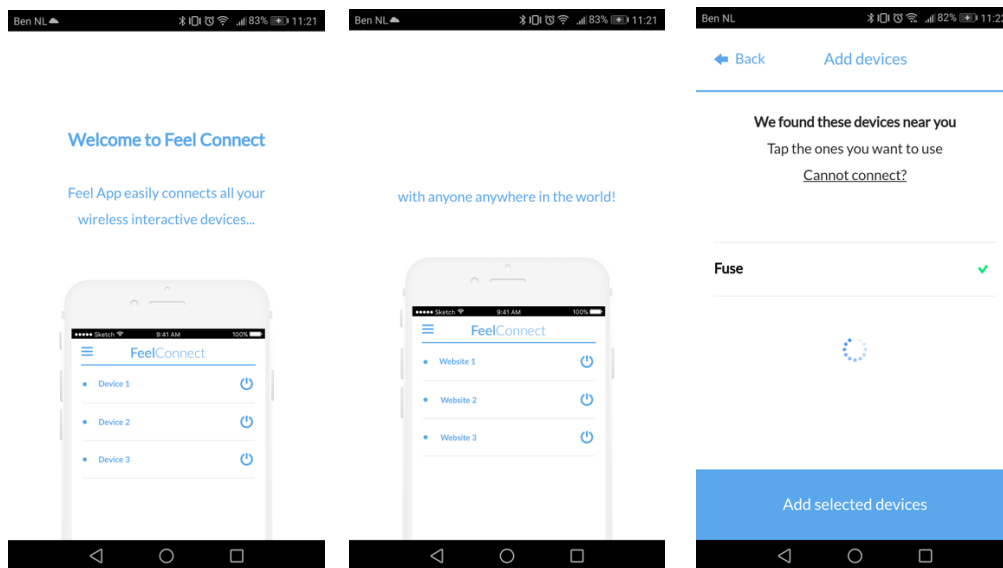 Ben NL
83% 11:21
Welcome to Feel Connect
Feel App easily connects all your
wireless interactive devices...
Sketch 9:41 AM 100%
FeelConnect
Device 1
Device 2
Device 3
Ben NL
83% 11:21
with anyone anywhere in the world!
Sketch 9:41 AM 100%
FeelConnect
Website 1
Website 2
Website 3
Ben NL
82% 11:22
Back Add devices
We found these devices near you
Tap the ones you want to use
Cannot connect?
Fuse
Add selected devices